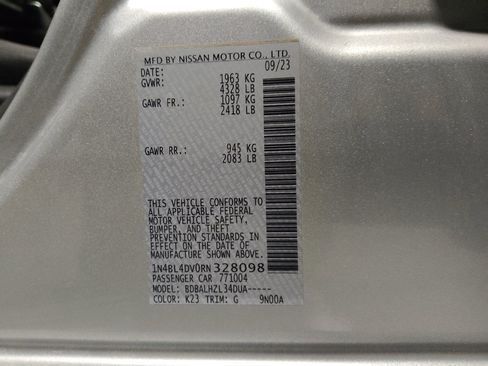 MFD BY NISSAN MOTOR CO., LTD.
DATE: 09/23
GVWR: 1963 KG
4328 LB
GAWR FR.: 1097 KG
2418 LB
GAWR RR.: 945 KG
2083 LB
THIS VEHICLE CONFORMS TO
ALL APPLICABLE FEDERAL
MOTOR VEHICLE SAFETY,
BUMPER, AND THEFT
PREVENTION STANDARDS IN
EFFECT ON THE DATE OF
MANUFACTURE SHOWN ABOVE.
1N4BL4DV0RN328098
PASSENGER CAR 771004
MODEL: BDBALHZL34DUA-----
COLOR: K23 TRIM: G 9N00A